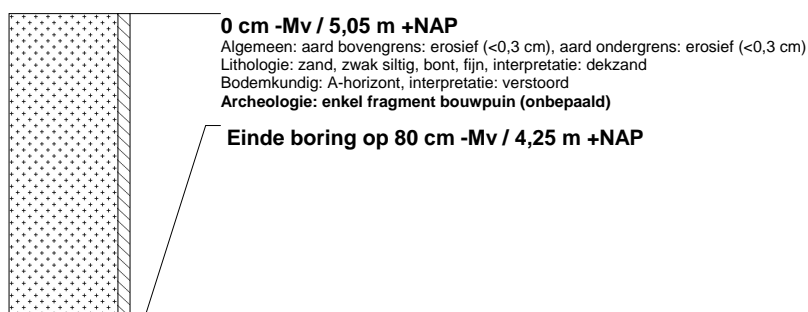 0 cm -Mv / 5,05 m +NAP
Algemeen: aard bovengrens: erosief (<0,3 cm), aard ondergrens: erosief (<0,3 cm)
Lithologie: zand, zwak siltig, bont, fijn, interpretatie: dekzand
Bodemkundig: A-horizont, interpretatie: verstoord
Archeologie: enkel fragment bouwpuin (onbepaald)
Einde boring op 80 cm -Mv / 4,25 m +NAP